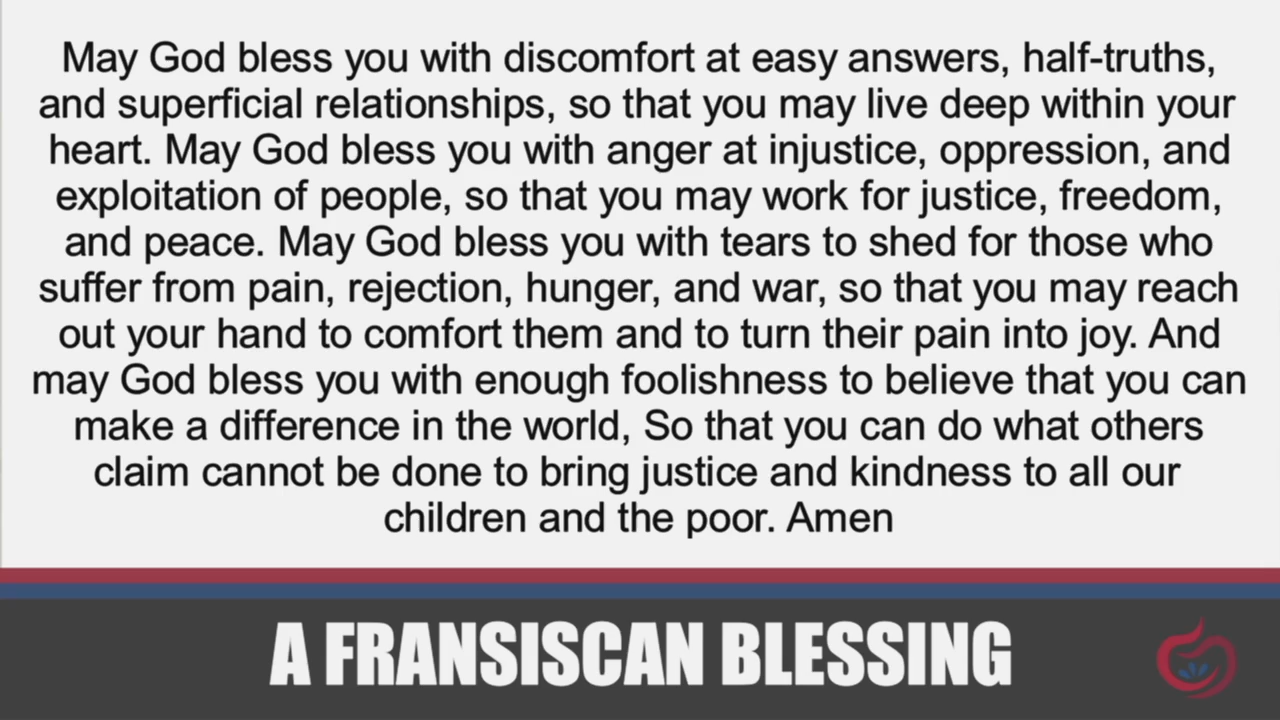 May God bless you with discomfort at easy answers, half-truths,
and superficial relationships, so that you may live deep within your
heart. May God bless you with anger at injustice, oppression, and
exploitation of people, so that you may work for justice, freedom,
and peace. May God bless you with tears to shed for those who
suffer from pain, rejection, hunger, and war, so that you may reach
out your hand to comfort them and to turn their pain into joy. And
may God bless you with enough foolishness to believe that you can
make a difference in the world, So that you can do what others
claim cannot be done to bring justice and kindness to all our
children and the poor. Amen
A FRANSISCAN BLESSING